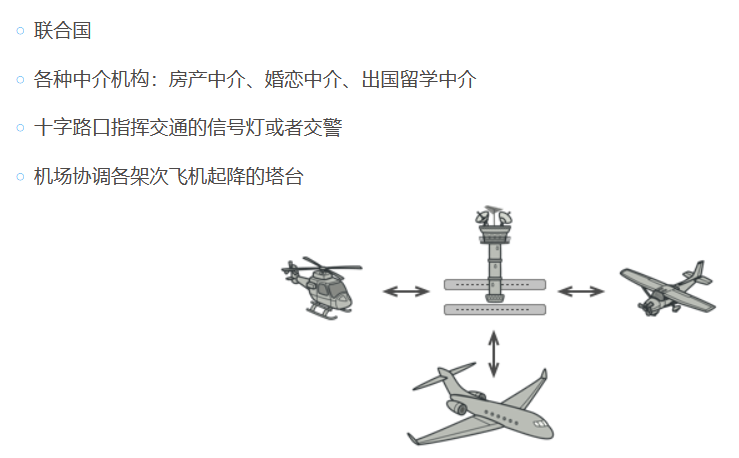 联合国
各种中介机构：房产中介、婚恋中介、出国留学中介
十字路口指挥交通的信号灯或者交警
机场协调各架次飞机起降的塔台